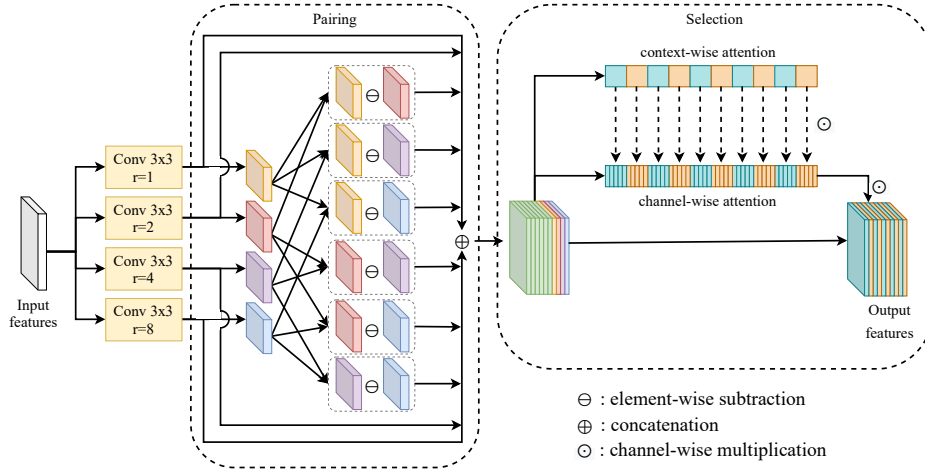 Pairing
Selection
context-wise attention
⊙
Conv 3x3
r=1
⊖
⊖
channel-wise attention
⊙
Conv 3x3
r=2
⊖
⊕
Conv 3x3
r=4
⊖
Input
features
Conv 3x3
r=8
⊖
Output
features
⊖
⊖ : element-wise subtraction
⊕ : concatenation
⊙ : channel-wise multiplication